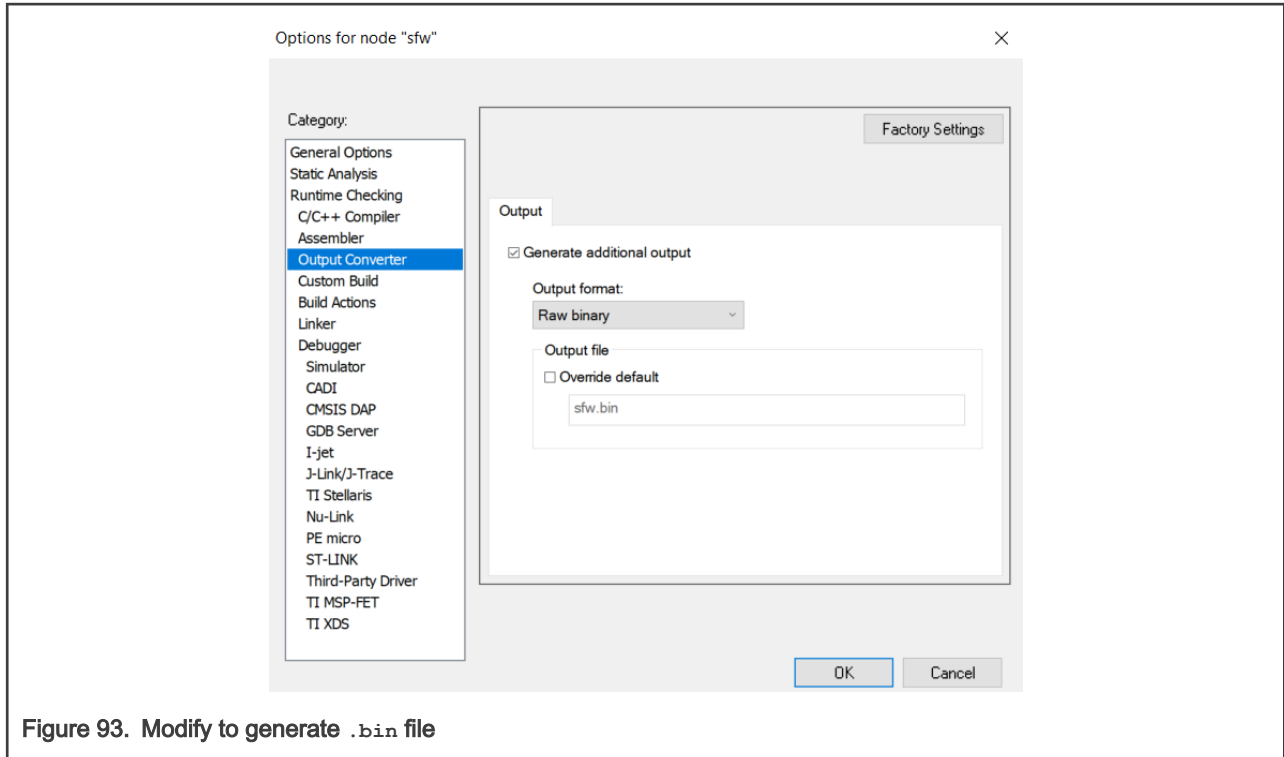 Options for node "sfw"
Category:
General Options
Static Analysis
Runtime Checking
C/C++ Compiler
Assembler
Output Converter
Custom Build
Build Actions
Linker
Debugger
Simulator
CADI
CMSIS DAP
GDB Server
I-jet
J-Link/J-Trace
TI Stellaris
Nu-Link
PE micro
ST-LINK
Third-Party Driver
TI MSP-FET
TI XDS
Factory Settings
Output
Generate additional output
Output format:
Raw binary
Output file
Override default
sfw.bin
OK
Cancel
Figure 93. Modify to generate .bin file